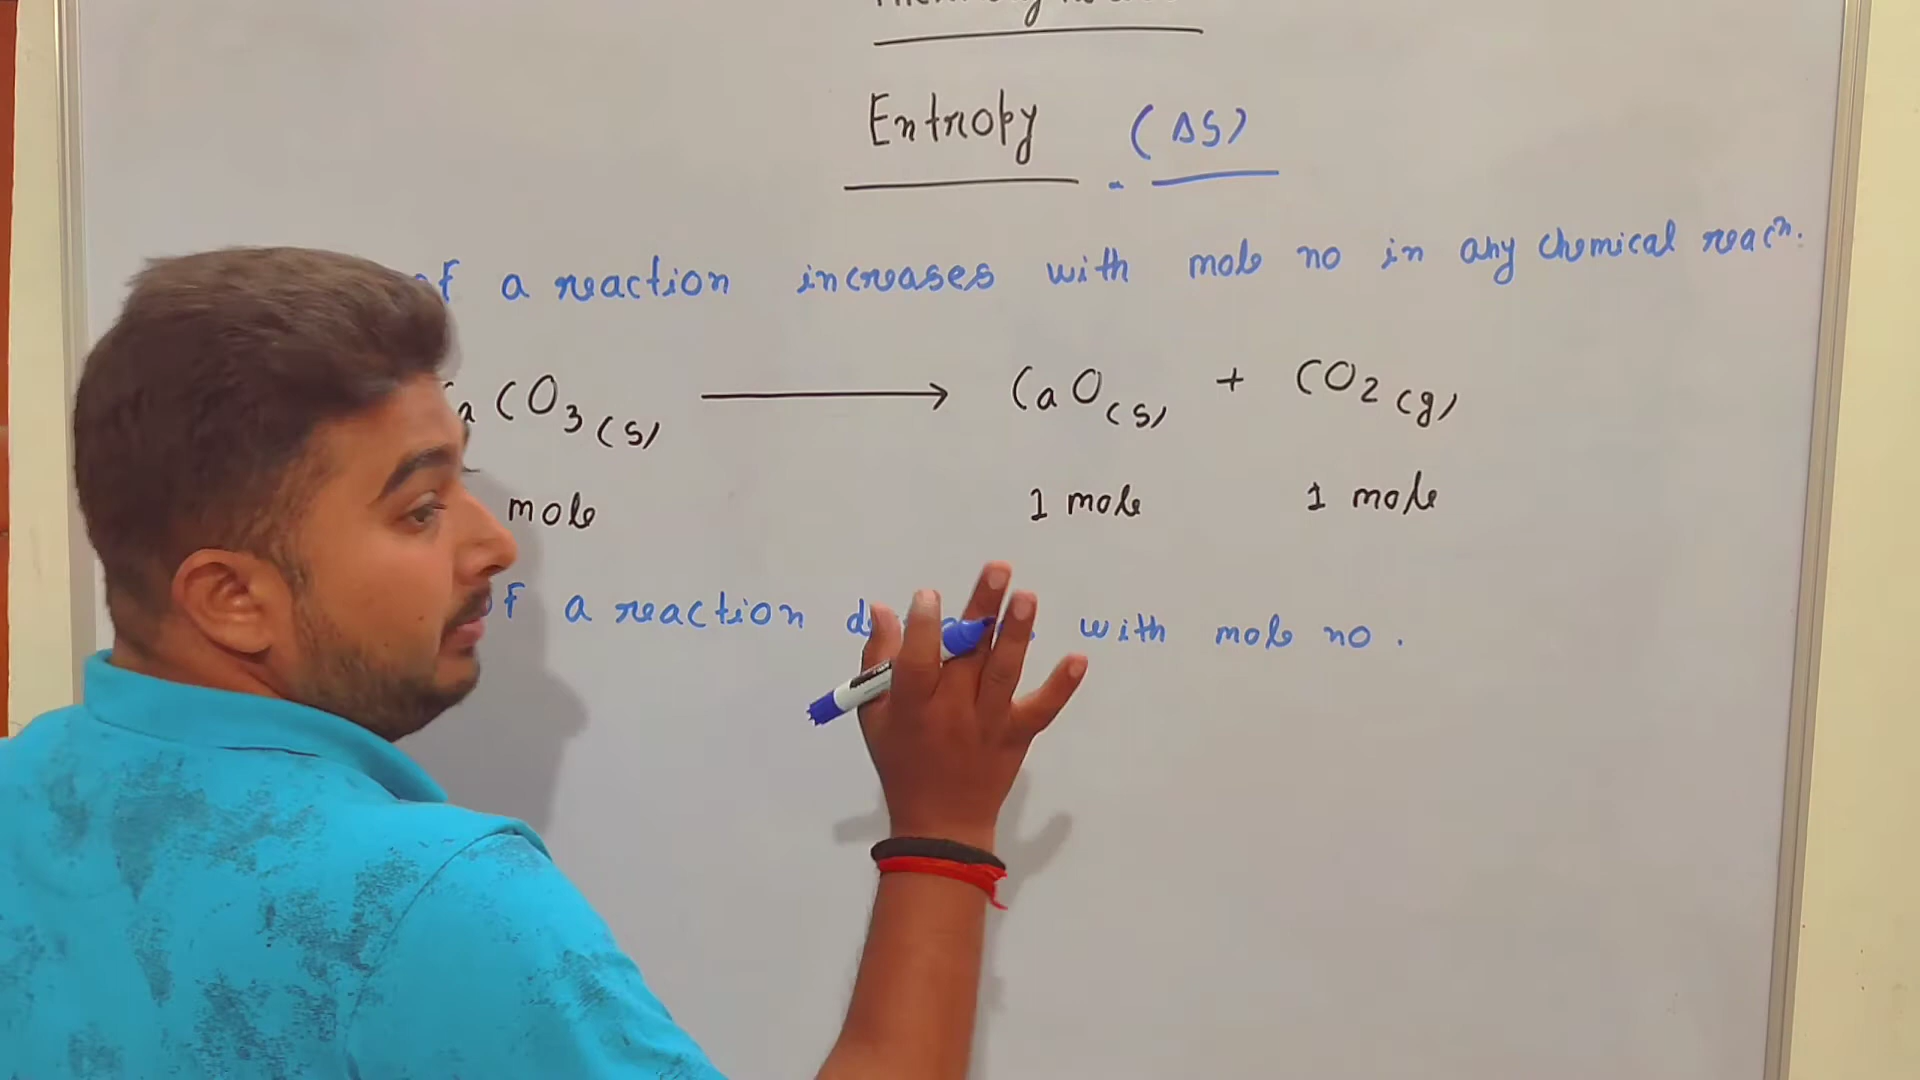 Entropy (ΔS)
of a reaction increases with mole no in any chemical reacn.
CO3(s) ⟶ CaO(s) + CO2(g)
mole 1 mole 1 mole
of a reaction with mole no.